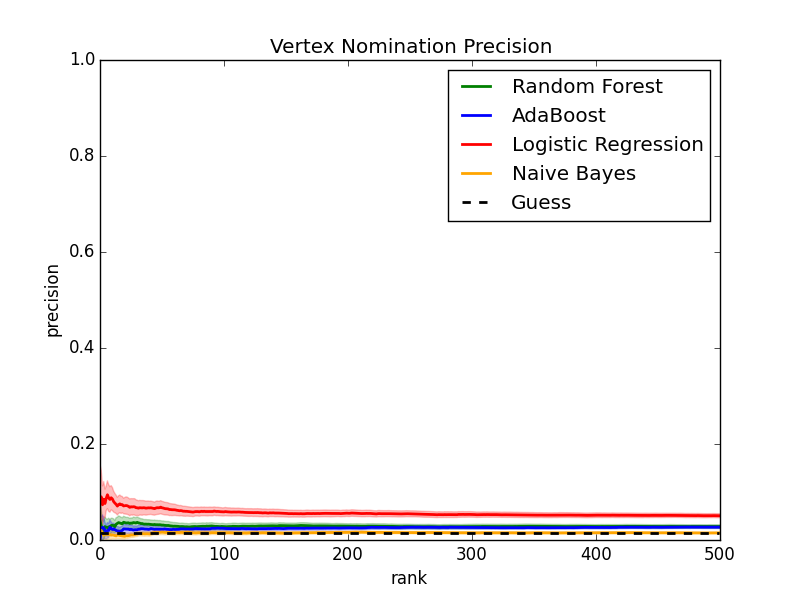 Vertex Nomination Precision
1.0
0.8
0.6
0.4
0.2
0.0
precision
Random Forest
AdaBoost
Logistic Regression
Naive Bayes
Guess
0 100 200 300 400 500
rank